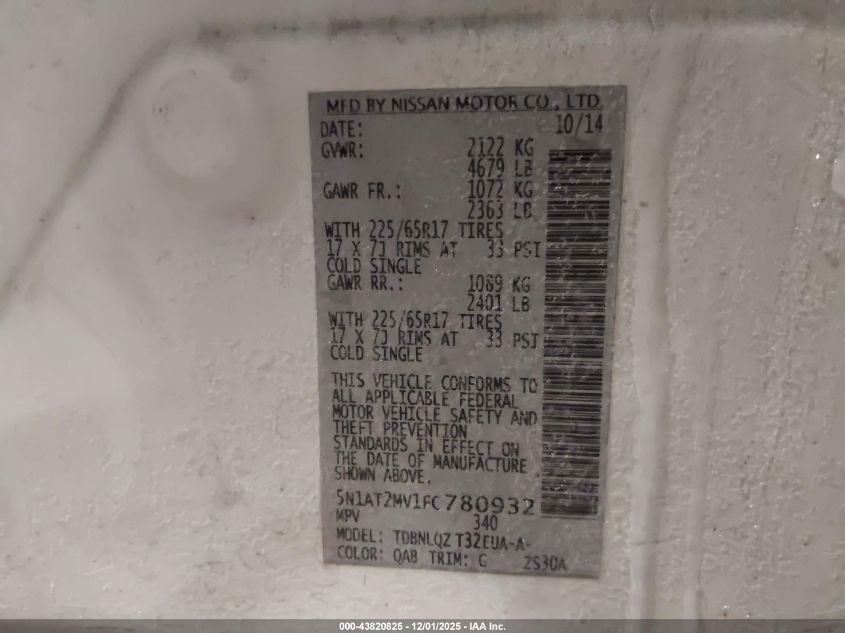 MFD BY NISSAN MOTOR CO., LTD.
DATE: 10/14
GVWR: 2122 KG
4679 LB
GAWR FR.: 1072 KG
2363 LB
WITH 225/65R17 TIRES
17 X 7J RIMS AT 33 PSI
COLD SINGLE
GAWR RR.: 1089 KG
2401 LB
WITH 225/65R17 TIRES
17 X 7J RIMS AT 33 PSI
COLD SINGLE
THIS VEHICLE CONFORMS TO
ALL APPLICABLE FEDERAL
MOTOR VEHICLE SAFETY AND
THEFT PREVENTION
STANDARDS IN EFFECT ON
THE DATE OF MANUFACTURE
SHOWN ABOVE.
5N1AT2MV1FC780932
MPV 340
MODEL: TDBNLQZ T32EUA-A-
COLOR: QAB TRIM: G 2S30A
000-43820825 - 12/01/2025 - IAA Inc.